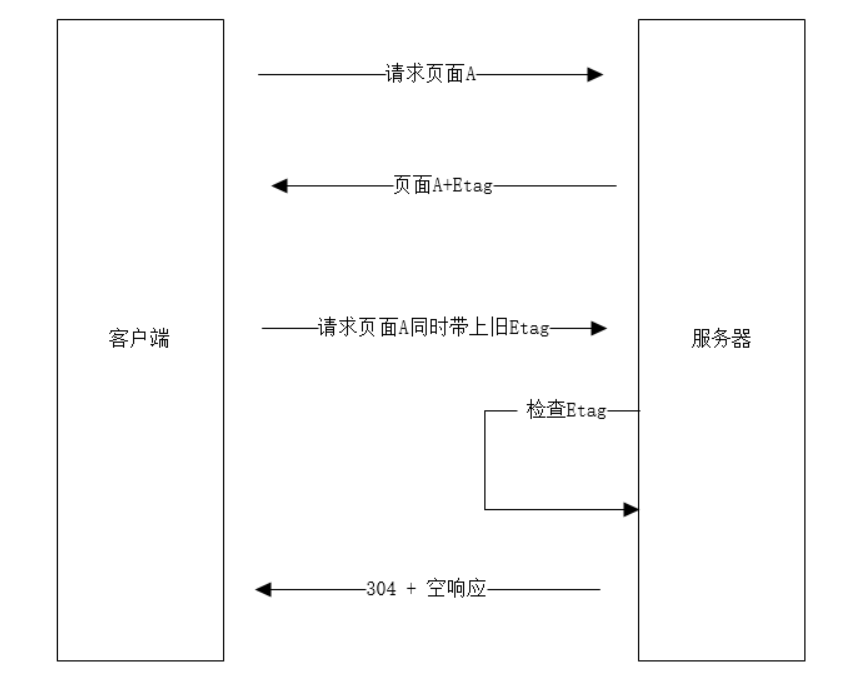 请求页面A
页面A+Etag
请求页面A同时带上旧Etag
客户端
服务器
检查Etag
304 + 空响应